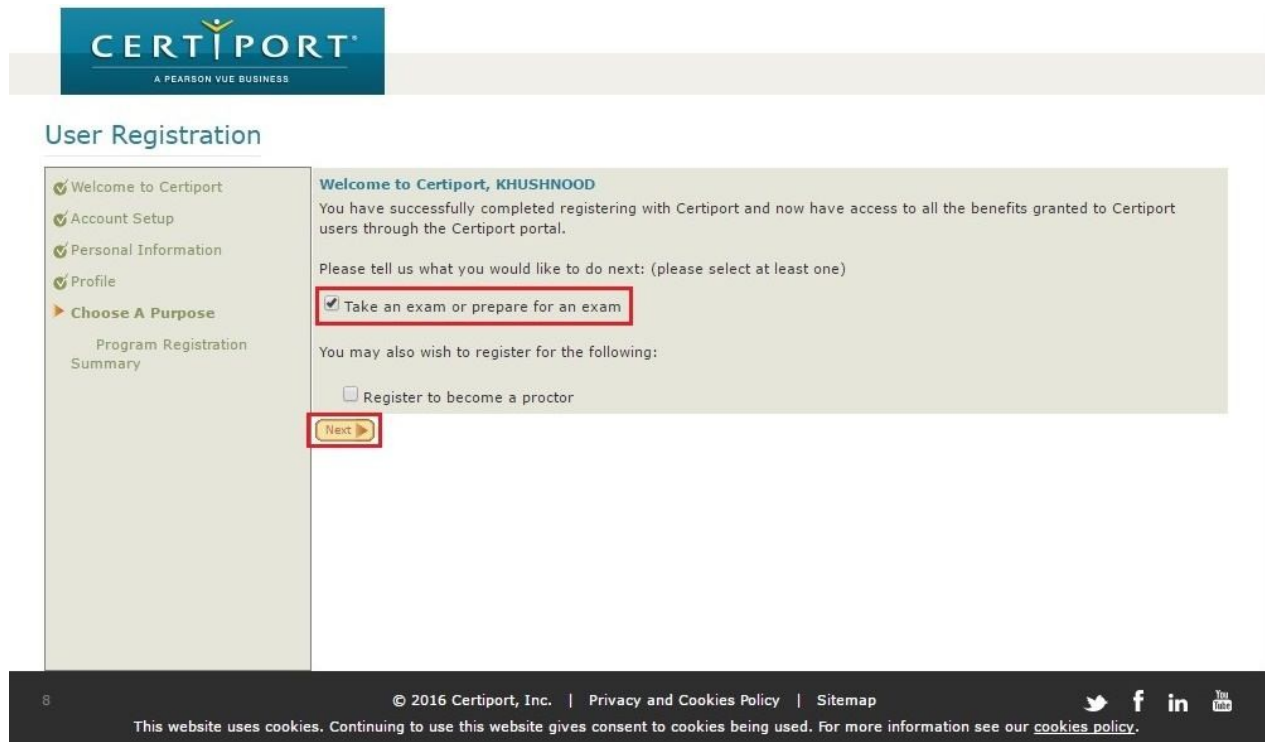 CERTIPORT
A PEARSON VUE BUSINESS
User Registration
Welcome to Certiport
Account Setup
Personal Information
Profile
Choose A Purpose
Program Registration
Summary
Welcome to Certiport, KHUSHNOOD
You have successfully completed registering with Certiport and now have access to all the benefits granted to Certiport
users through the Certiport portal.
Please tell us what you would like to do next: (please select at least one)
Take an exam or prepare for an exam
You may also wish to register for the following:
Register to become a proctor
Next
8
© 2016 Certiport, Inc. | Privacy and Cookies Policy | Sitemap
f in You Tube
This website uses cookies. Continuing to use this website gives consent to cookies being used. For more information see our cookies policy.